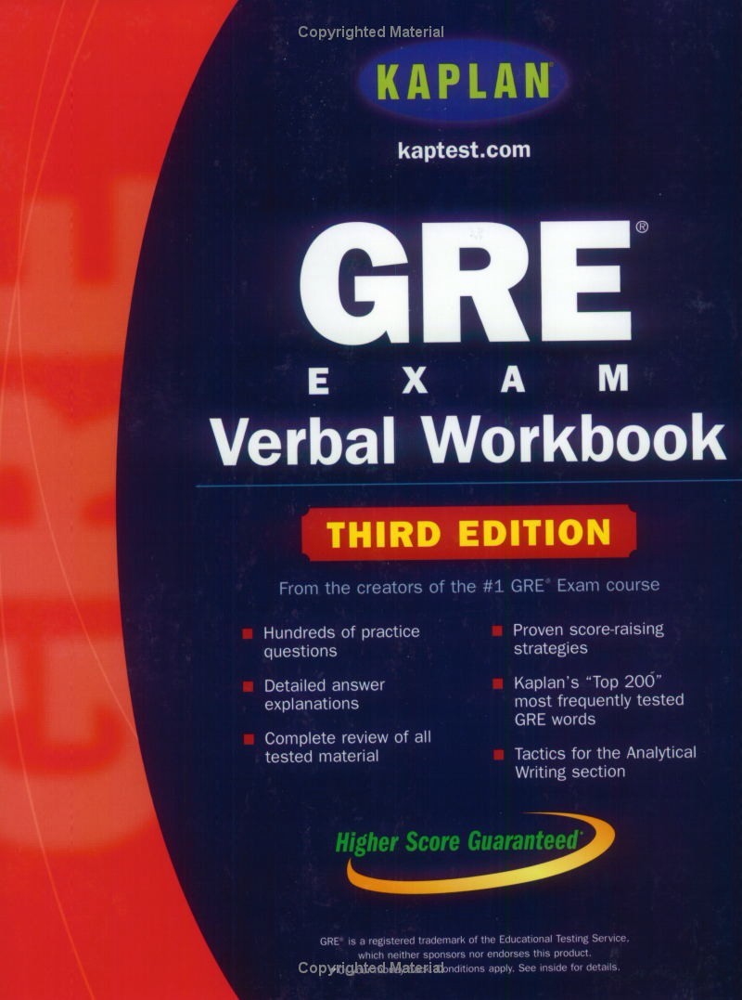 Copyrighted Material
KAPLAN®
kaptest.com
GRE®
EXAM
Verbal Workbook
THIRD EDITION
From the creators of the #1 GRE® Exam course
■ Hundreds of practice
questions
■ Detailed answer
explanations
■ Complete review of all
tested material
■ Proven score-raising
strategies
■ Kaplan's “Top 200”
most frequently tested
GRE words
■ Tactics for the Analytical
Writing section
Higher Score Guaranteed*
GRE® is a registered trademark of the Educational Testing Service,
which neither sponsors nor endorses this product.
conditions apply. See inside for details.
Copyrighted Material
GRE